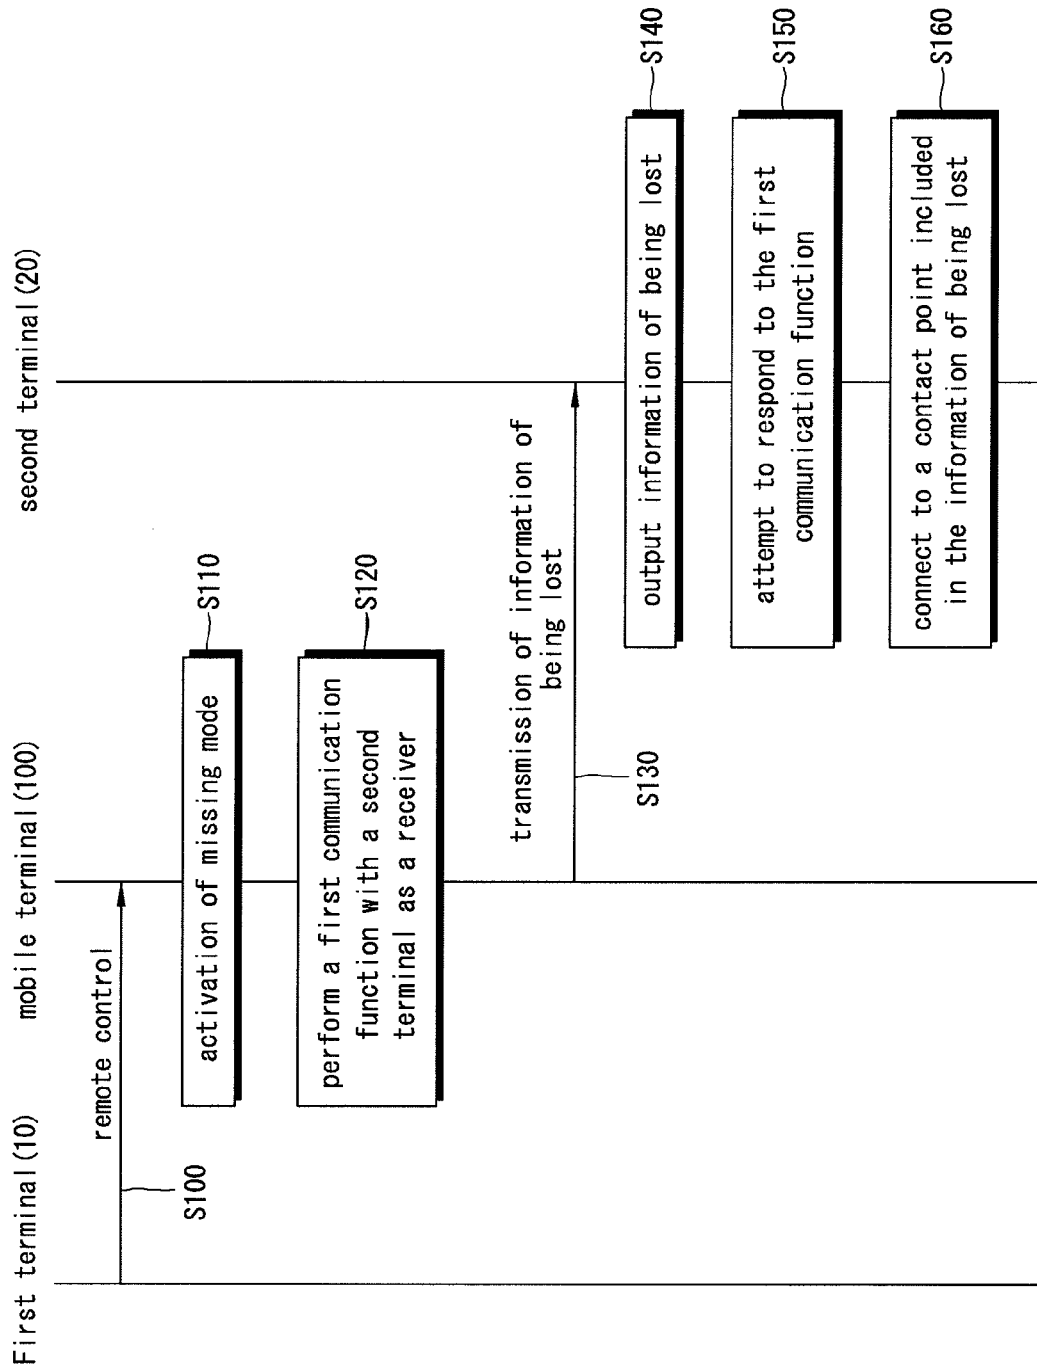 First terminal(10)
mobile terminal(100)
second terminal(20)
remote control
S100
activation of missing mode
S110
perform a first communication
function with a second
terminal as a receiver
S120
transmission of information of
being lost
S130
output information of being lost
S140
attempt to respond to the first
communication function
S150
connect to a contact point included
in the information of being lost
S160